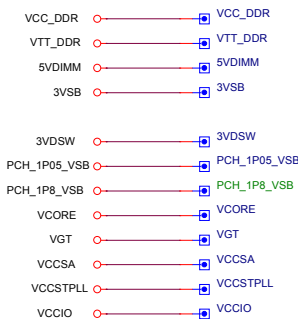 VCC_DDR VCC_DDR
VTT_DDR VTT_DDR
5VDIMM 5VDIMM
3VSB 3VSB
3VDSW 3VDSW
PCH_1P05_VSB PCH_1P05_VSB
PCH_1P8_VSB PCH_1P8_VSB
VCORE VCORE
VGT VGT
VCCSA VCCSA
VCCSTPLL VCCSTPLL
VCCIO VCCIO